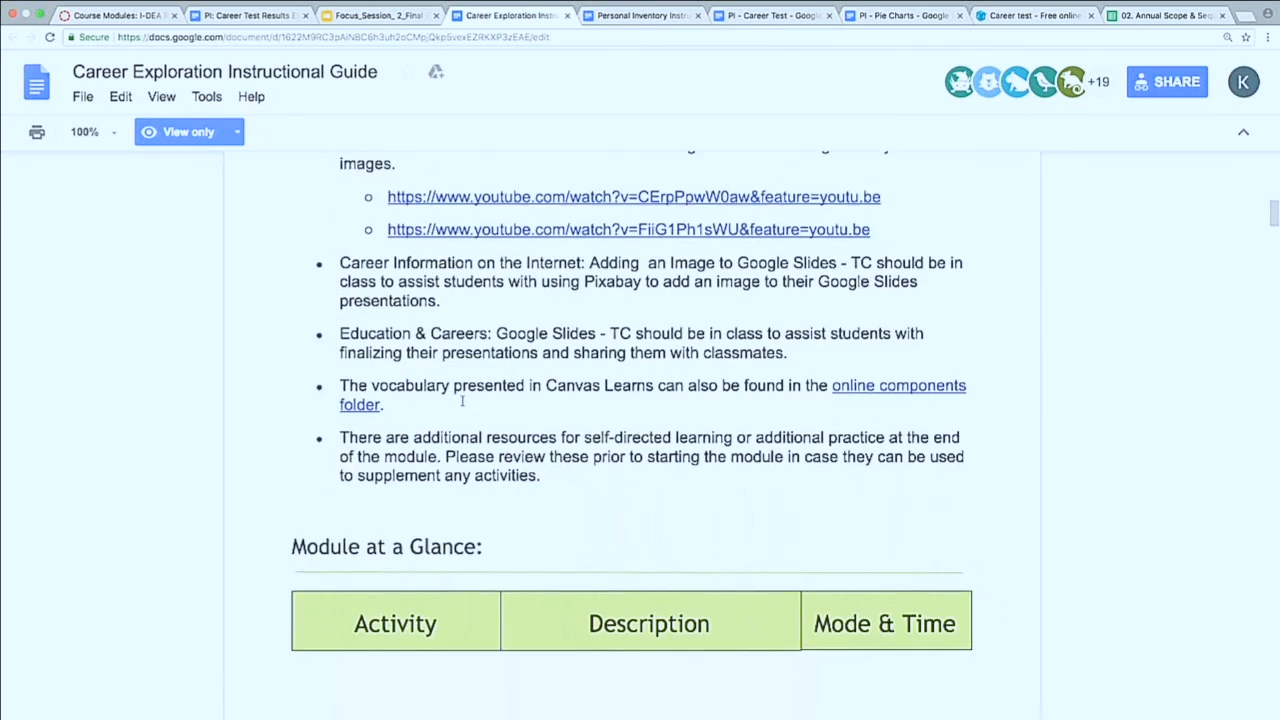 Course Modules: I-DEA
PI: Career Test Results
Focus_Session_ 2_Final
Career Exploration Instru
Personal Inventory Instruc
PI - Career Test - Google
PI - Pie Charts - Google
Career test - Free online
02. Annual Scope & Seq
Secure
Career Exploration Instructional Guide
File Edit View Tools Help
+19
SHARE
K
100%
View only
images.
https://www.youtube.com/watch?v=CErpPpwW0aw&feature=youtu.be
https://www.youtube.com/watch?v=FiiG1Ph1sWU&feature=youtu.be
Career Information on the Internet: Adding an Image to Google Slides - TC should be in
class to assist students with using Pixabay to add an image to their Google Slides
presentations.
Education & Careers: Google Slides - TC should be in class to assist students with
finalizing their presentations and sharing them with classmates.
The vocabulary presented in Canvas Learns can also be found in the online components
folder.
There are additional resources for self-directed learning or additional practice at the end
of the module. Please review these prior to starting the module in case they can be used
to supplement any activities.
Module at a Glance:
Activity
Description
Mode & Time